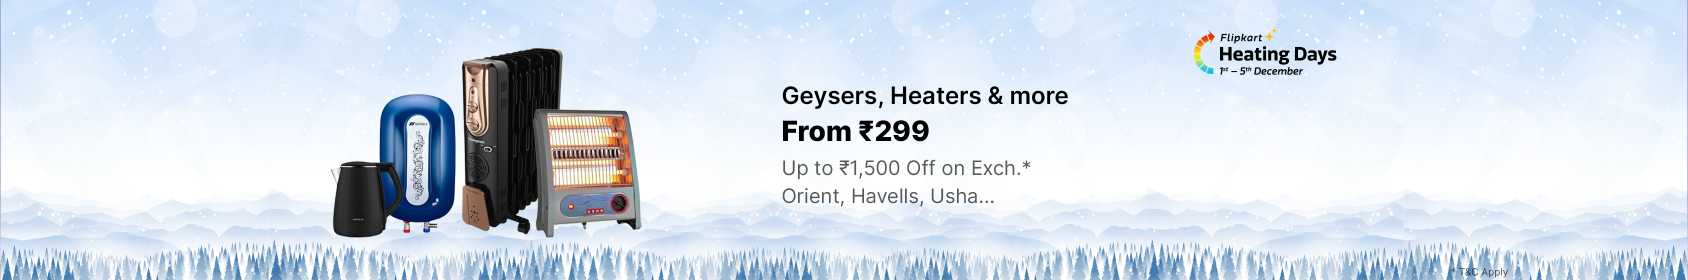 Flipkart
Heating Days
1st – 5th December
Geysers, Heaters & more
From ₹299
Up to ₹1,500 Off on Exch.*
Orient, Havells, Usha...
* T&C Apply